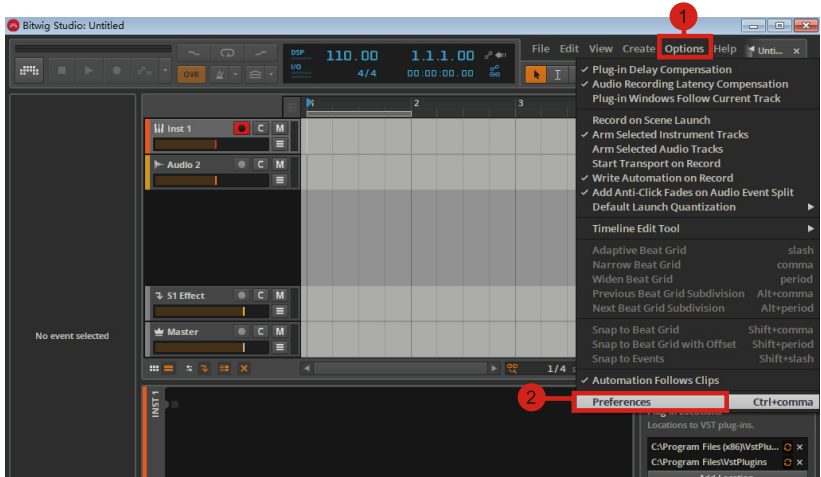 Bitwig Studio: Untitled
1
DSP
I/O
110.00
4/4
1.1.1.00
00:00:00.00
OVR
File Edit View Create Options Help
Unti... ×
Plug-in Delay Compensation
Audio Recording Latency Compensation
Plug-in Windows Follow Current Track
Record on Scene Launch
Arm Selected Instrument Tracks
Arm Selected Audio Tracks
Start Transport on Record
Write Automation on Record
Add Anti-Click Fades on Audio Event Split
Default Launch Quantization
Timeline Edit Tool
Adaptive Beat Grid slash
Narrow Beat Grid comma
Widen Beat Grid period
Previous Beat Grid Subdivision Alt+comma
Next Beat Grid Subdivision Alt+period
Snap to Beat Grid Shift+comma
Snap to Beat Grid with Offset Shift+period
Snap to Events Shift+slash
Automation Follows Clips
2
Preferences Ctrl+comma
2
3
Inst 1 C M
Audio 2 C M
S1 Effect C M
Master C M
No event selected
1/4
INST 1
Locations to VST plug-ins.
C:\Program Files (x86)\VstPlu...
C:\Program Files\VstPlugins